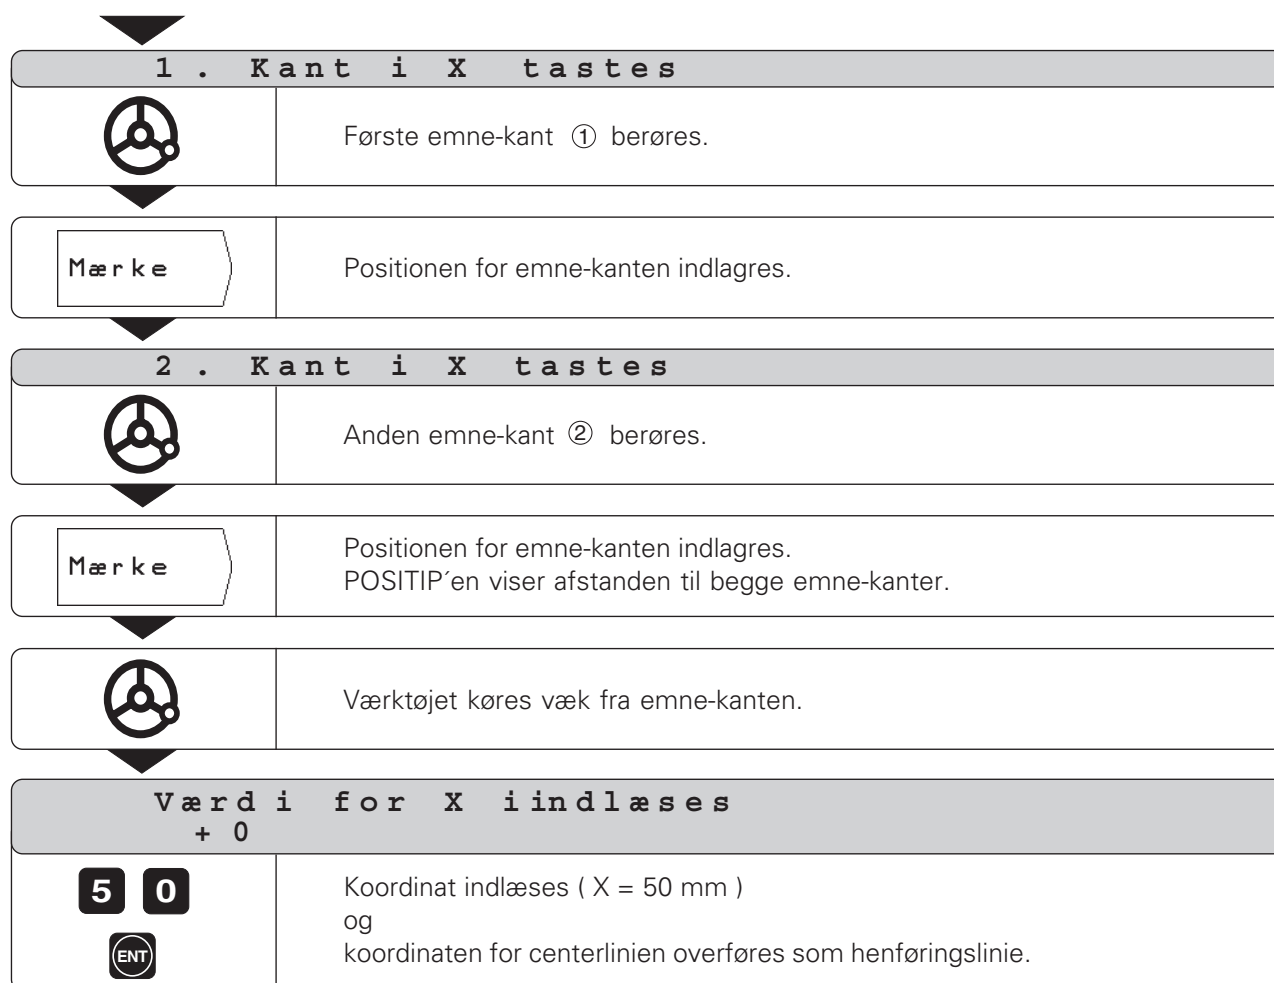 1. Kant i X tastes
Første emne-kant ① berøres.
Mærke
Positionen for emne-kanten indlagres.
2. Kant i X tastes
Anden emne-kant ② berøres.
Mærke
Positionen for emne-kanten indlagres.
POSITIP´en viser afstanden til begge emne-kanter.
Værktøjet køres væk fra emne-kanten.
Værdi for X iindlæses
+ 0
5 0
Koordinat indlæses ( X = 50 mm )
og
ENT
koordinaten for centerlinien overføres som henføringslinie.